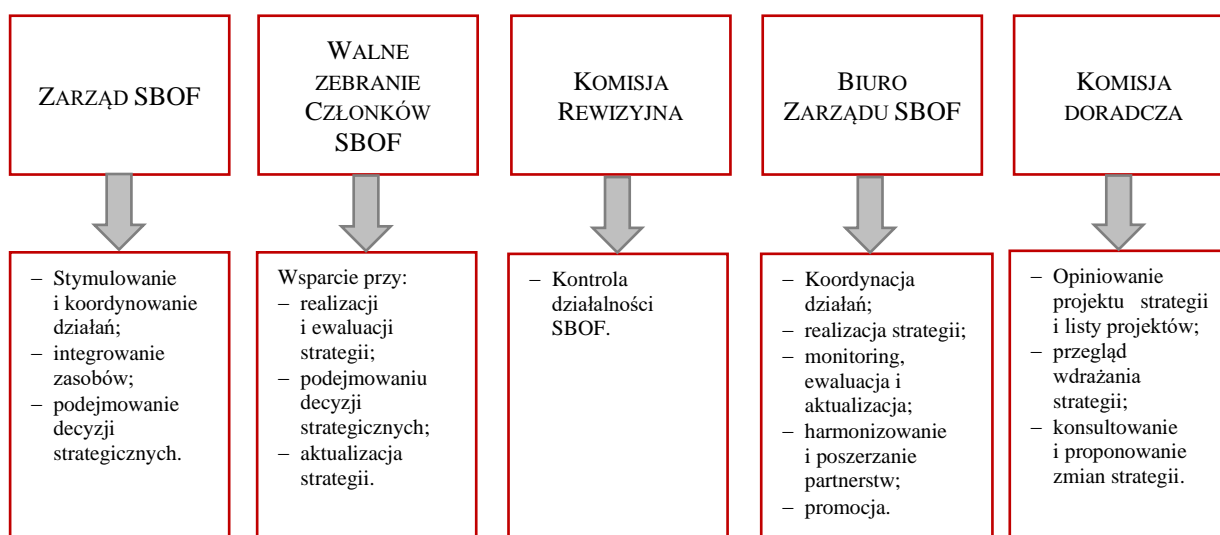 ZARZĄD SBOF
WALNE
ZEBRANIE
CZŁONKÓW
SBOF
KOMISJA
REWIZYJNA
BIURO
ZARZĄDU SBOF
KOMISJA
DORADCZA
– Stymulowanie
i koordynowanie
działań;
– integrowanie
zasobów;
– podejmowanie
decyzji
strategicznych.
Wsparcie przy:
– realizacji
i ewaluacji
strategii;
– podejmowaniu
decyzji
strategicznych;
– aktualizacja
strategii.
– Kontrola
działalności
SBOF.
– Koordynacja
działań;
– realizacja strategii;
– monitoring,
ewaluacja i
aktualizacja;
– harmonizowanie
i poszerzanie
partnerstw;
– promocja.
– Opiniowanie
projektu strategii
i listy projektów;
– przegląd
wdrażania
strategii;
– konsultowanie
i proponowanie
zmian strategii.